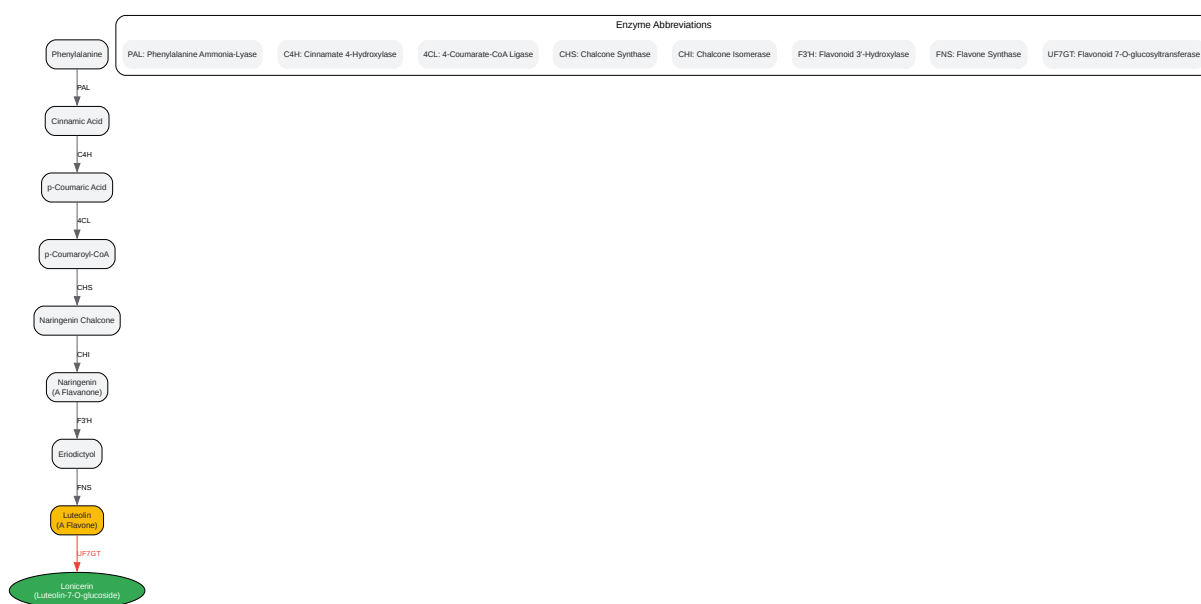 Enzyme Abbreviations
Phenylalanine
PAL: Phenylalanine Ammonia-Lyase
C4H: Cinnamate 4-Hydroxylase
4CL: 4-Coumarate-CoA Ligase
CHS: Chalcone Synthase
CHI: Chalcone Isomerase
F3'H: Flavonoid 3'-Hydroxylase
FNS: Flavone Synthase
UF7GT: Flavonoid 7-O-glucosyltransferase
PAL
Cinnamic Acid
C4H
p-Coumaric Acid
4CL
p-Coumaroyl-CoA
CHS
Naringenin Chalcone
CHI
Naringenin
(A Flavanone)
F3'H
Eriodictyol
FNS
Luteolin
(A Flavone)
UF7GT
Lonicerin
(Luteolin-7-O-glucoside)